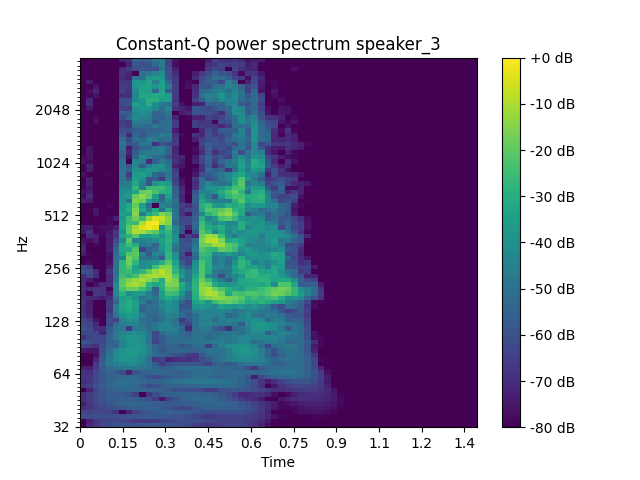 Constant-Q power spectrum speaker_3
Hz
2048
1024
512
256
128
64
32
0 0.15 0.3 0.45 0.6 0.75 0.9 1.1 1.2 1.4
Time
+0 dB
-10 dB
-20 dB
-30 dB
-40 dB
-50 dB
-60 dB
-70 dB
-80 dB